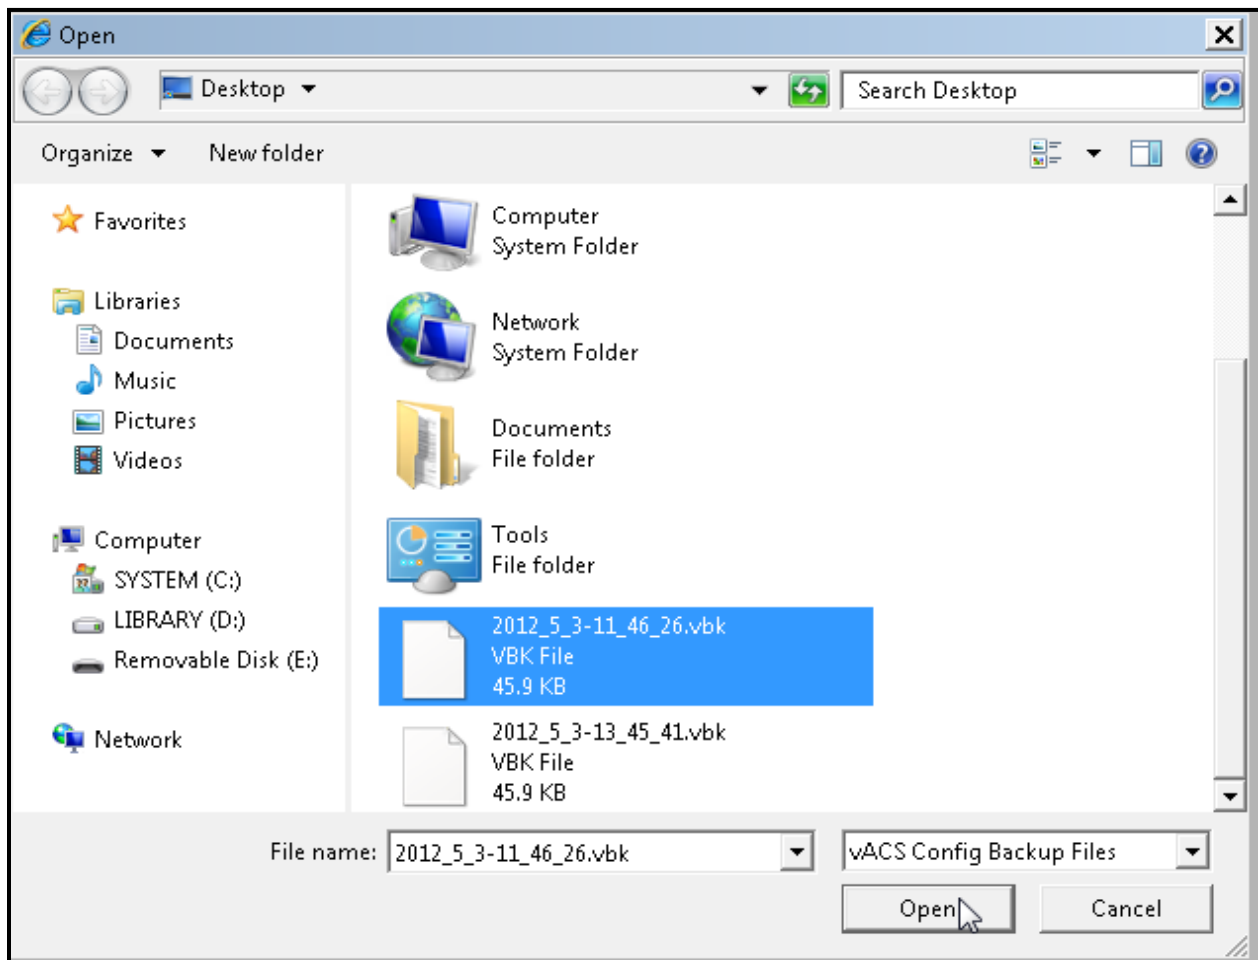 Open
Desktop
Search Desktop
Organize New folder
Favorites
Libraries
Documents
Music
Pictures
Videos
Computer
SYSTEM (C:)
LIBRARY (D:)
Removable Disk (E:)
Network
Computer
System Folder
Network
System Folder
Documents
File folder
Tools
File folder
2012_5_3-11_46_26.vbk
VBK File
45.9 KB
2012_5_3-13_45_41.vbk
VBK File
45.9 KB
File name: 2012_5_3-11_46_26.vbk vACS Config Backup Files
Open Cancel